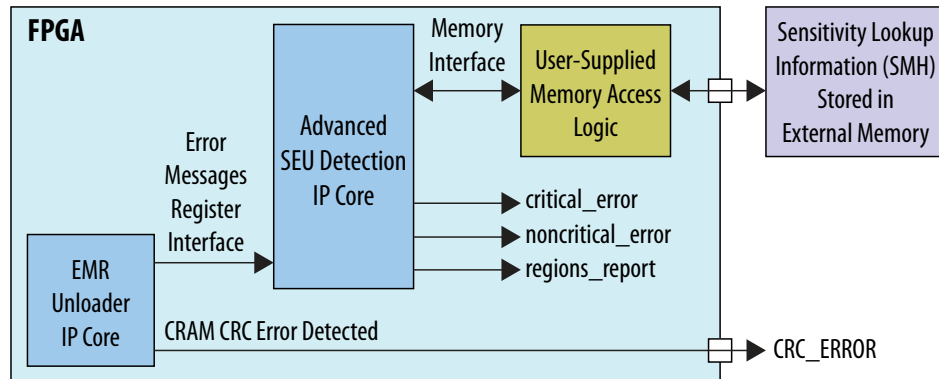 FPGA
Memory
Interface
User-Supplied
Memory Access
Logic
Sensitivity Lookup
Information (SMH)
Stored in
External Memory
Advanced
SEU Detection
IP Core
Error
Messages
Register
Interface
critical_error
noncritical_error
regions_report
EMR
Unloader
IP Core
CRAM CRC Error Detected
CRC_ERROR